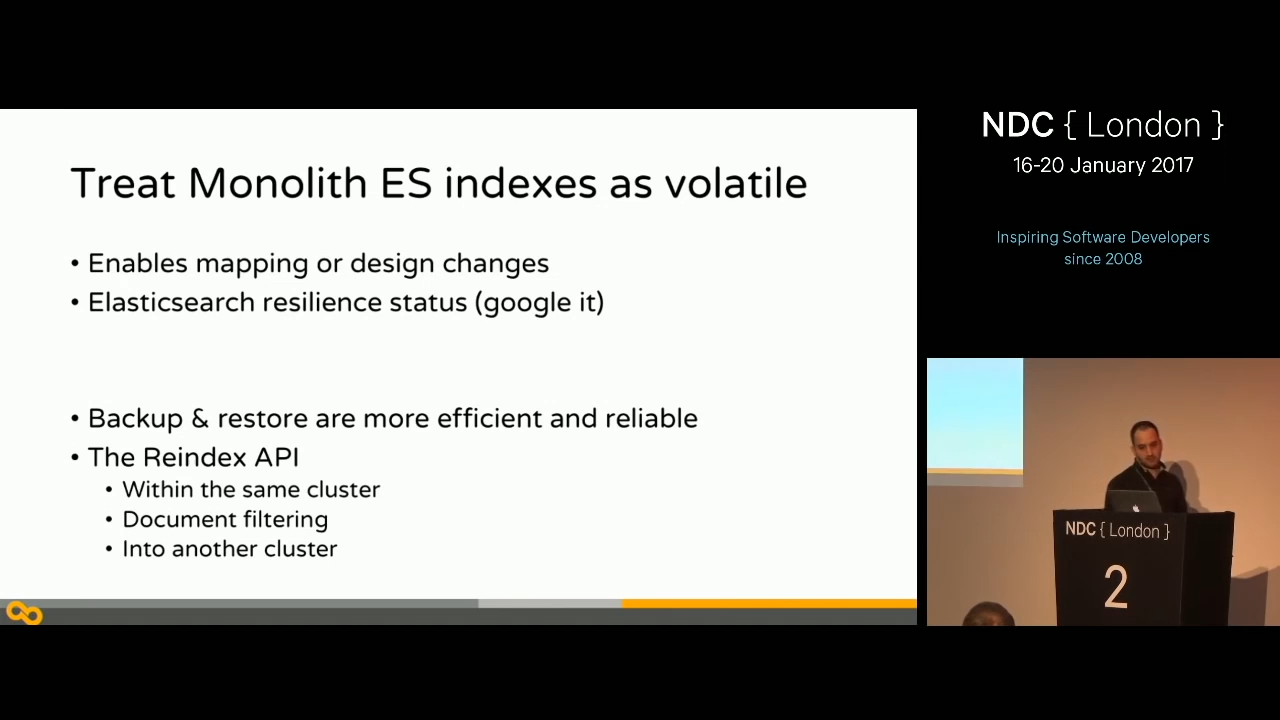 Treat Monolith ES indexes as volatile
• Enables mapping or design changes
• Elasticsearch resilience status (google it)
• Backup & restore are more efficient and reliable
• The Reindex API
• Within the same cluster
• Document filtering
• Into another cluster
NDC { London }
16-20 January 2017
Inspiring Software Developers
since 2008
NDC { London }
2